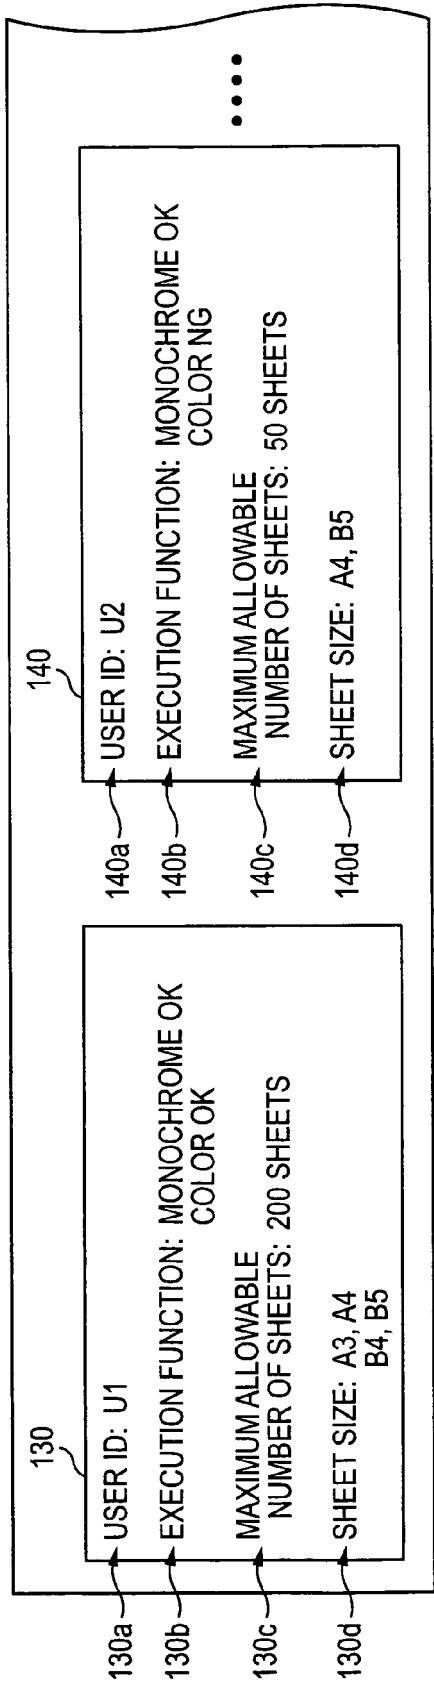 130
130a
USER ID: U1
130b
EXECUTION FUNCTION: MONOCHROME OK
COLOR OK
130c
MAXIMUM ALLOWABLE
NUMBER OF SHEETS: 200 SHEETS
130d
SHEET SIZE: A3, A4
B4, B5
140
140a
USER ID: U2
140b
EXECUTION FUNCTION: MONOCHROME OK
COLOR NG
140c
MAXIMUM ALLOWABLE
NUMBER OF SHEETS: 50 SHEETS
140d
SHEET SIZE: A4, B5